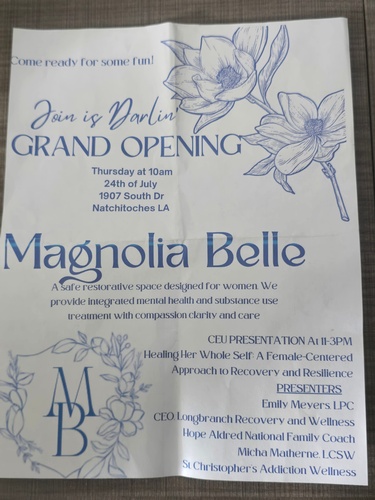 Come ready for some fun!
Join is Darlin'
GRAND OPENING
Thursday at 10am
24th of July
1907 South Dr
Natchitoches LA
Magnolia Belle
A safe restorative space designed for women. We
provide integrated mental health and substance use
treatment with compassion clarity and care
CEU PRESENTATION At 11-3PM
Healing Her Whole Self: A Female-Centered
Approach to Recovery and Resilience
PRESENTERS
Emily Meyers LPC
CEO Longbranch Recovery and Wellness
Hope Aldred National Family Coach
Micha Matherne, LCSW
St Christopher's Addiction Wellness
MB